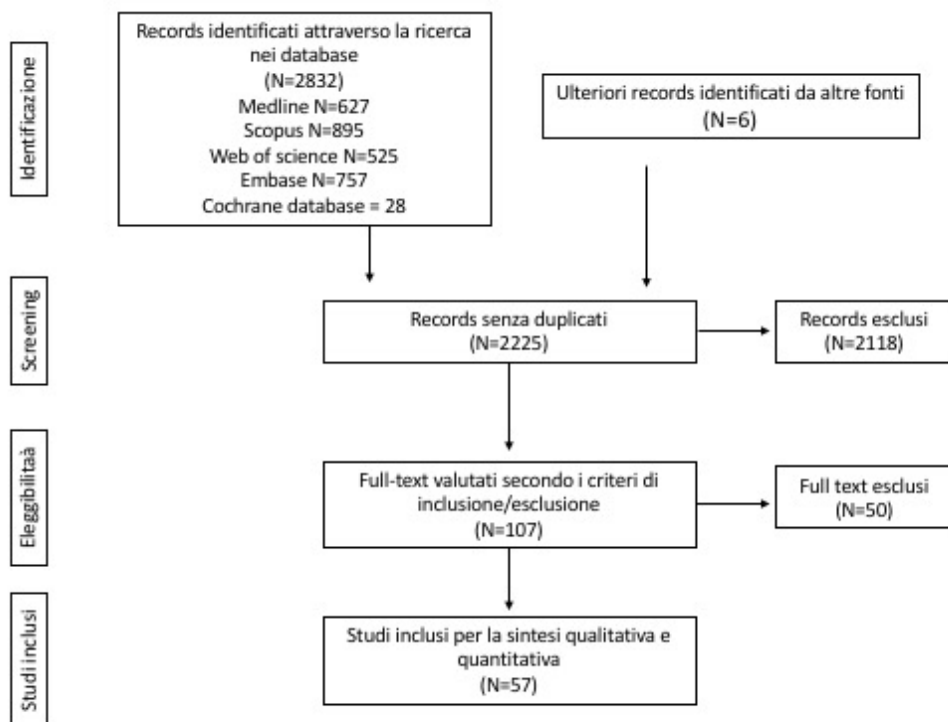 Identificazione
Records identificati attraverso la ricerca
nei database
(N=2832)
Medline N=627
Scopus N=895
Web of science N=525
Embase N=757
Cochrane database = 28
Ulteriori records identificati da altre fonti
(N=6)
Screening
Records senza duplicati
(N=2225)
Records esclusi
(N=2118)
Eleggibilitaà
Full-text valutati secondo i criteri di
inclusione/esclusione
(N=107)
Full text esclusi
(N=50)
Studi inclusi
Studi inclusi per la sintesi qualitativa e
quantitativa
(N=57)